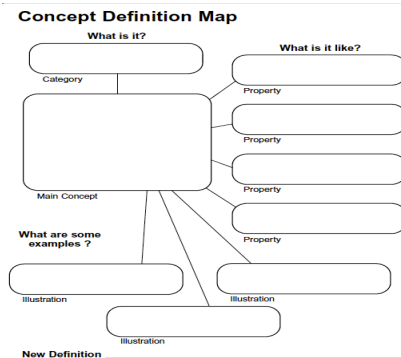 Concept Definition Map
What is it?
What is it like?
Category
Property
Property
Property
Property
Main Concept
What are some
examples ?
Illustration
Illustration
Illustration
New Definition